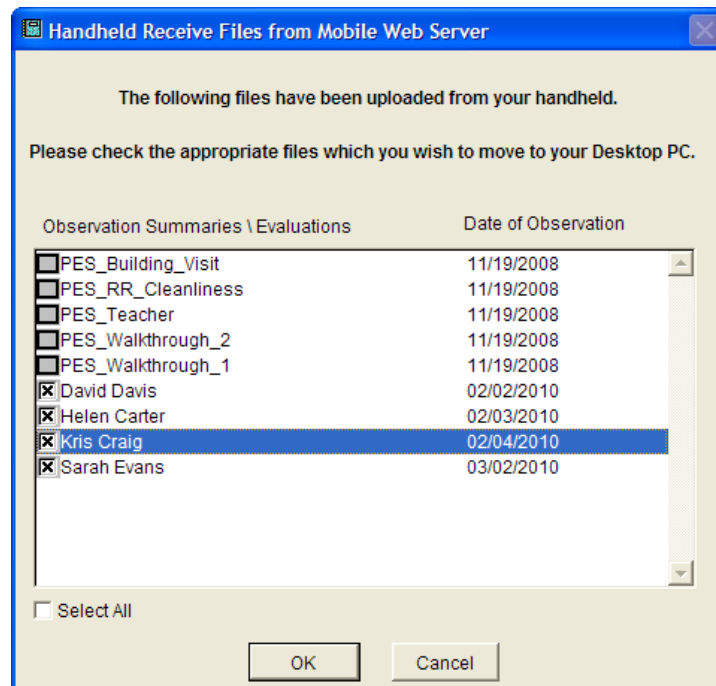 Handheld Receive Files from Mobile Web Server
The following files have been uploaded from your handheld.
Please check the appropriate files which you wish to move to your Desktop PC.
Observation Summaries \ Evaluations Date of Observation
PES_Building_Visit 11/19/2008
PES_RR_Cleanliness 11/19/2008
PES_Teacher 11/19/2008
PES_Walkthrough_2 11/19/2008
PES_Walkthrough_1 11/19/2008
David Davis 02/02/2010
Helen Carter 02/03/2010
Kris Craig 02/04/2010
Sarah Evans 03/02/2010
Select All
OK Cancel